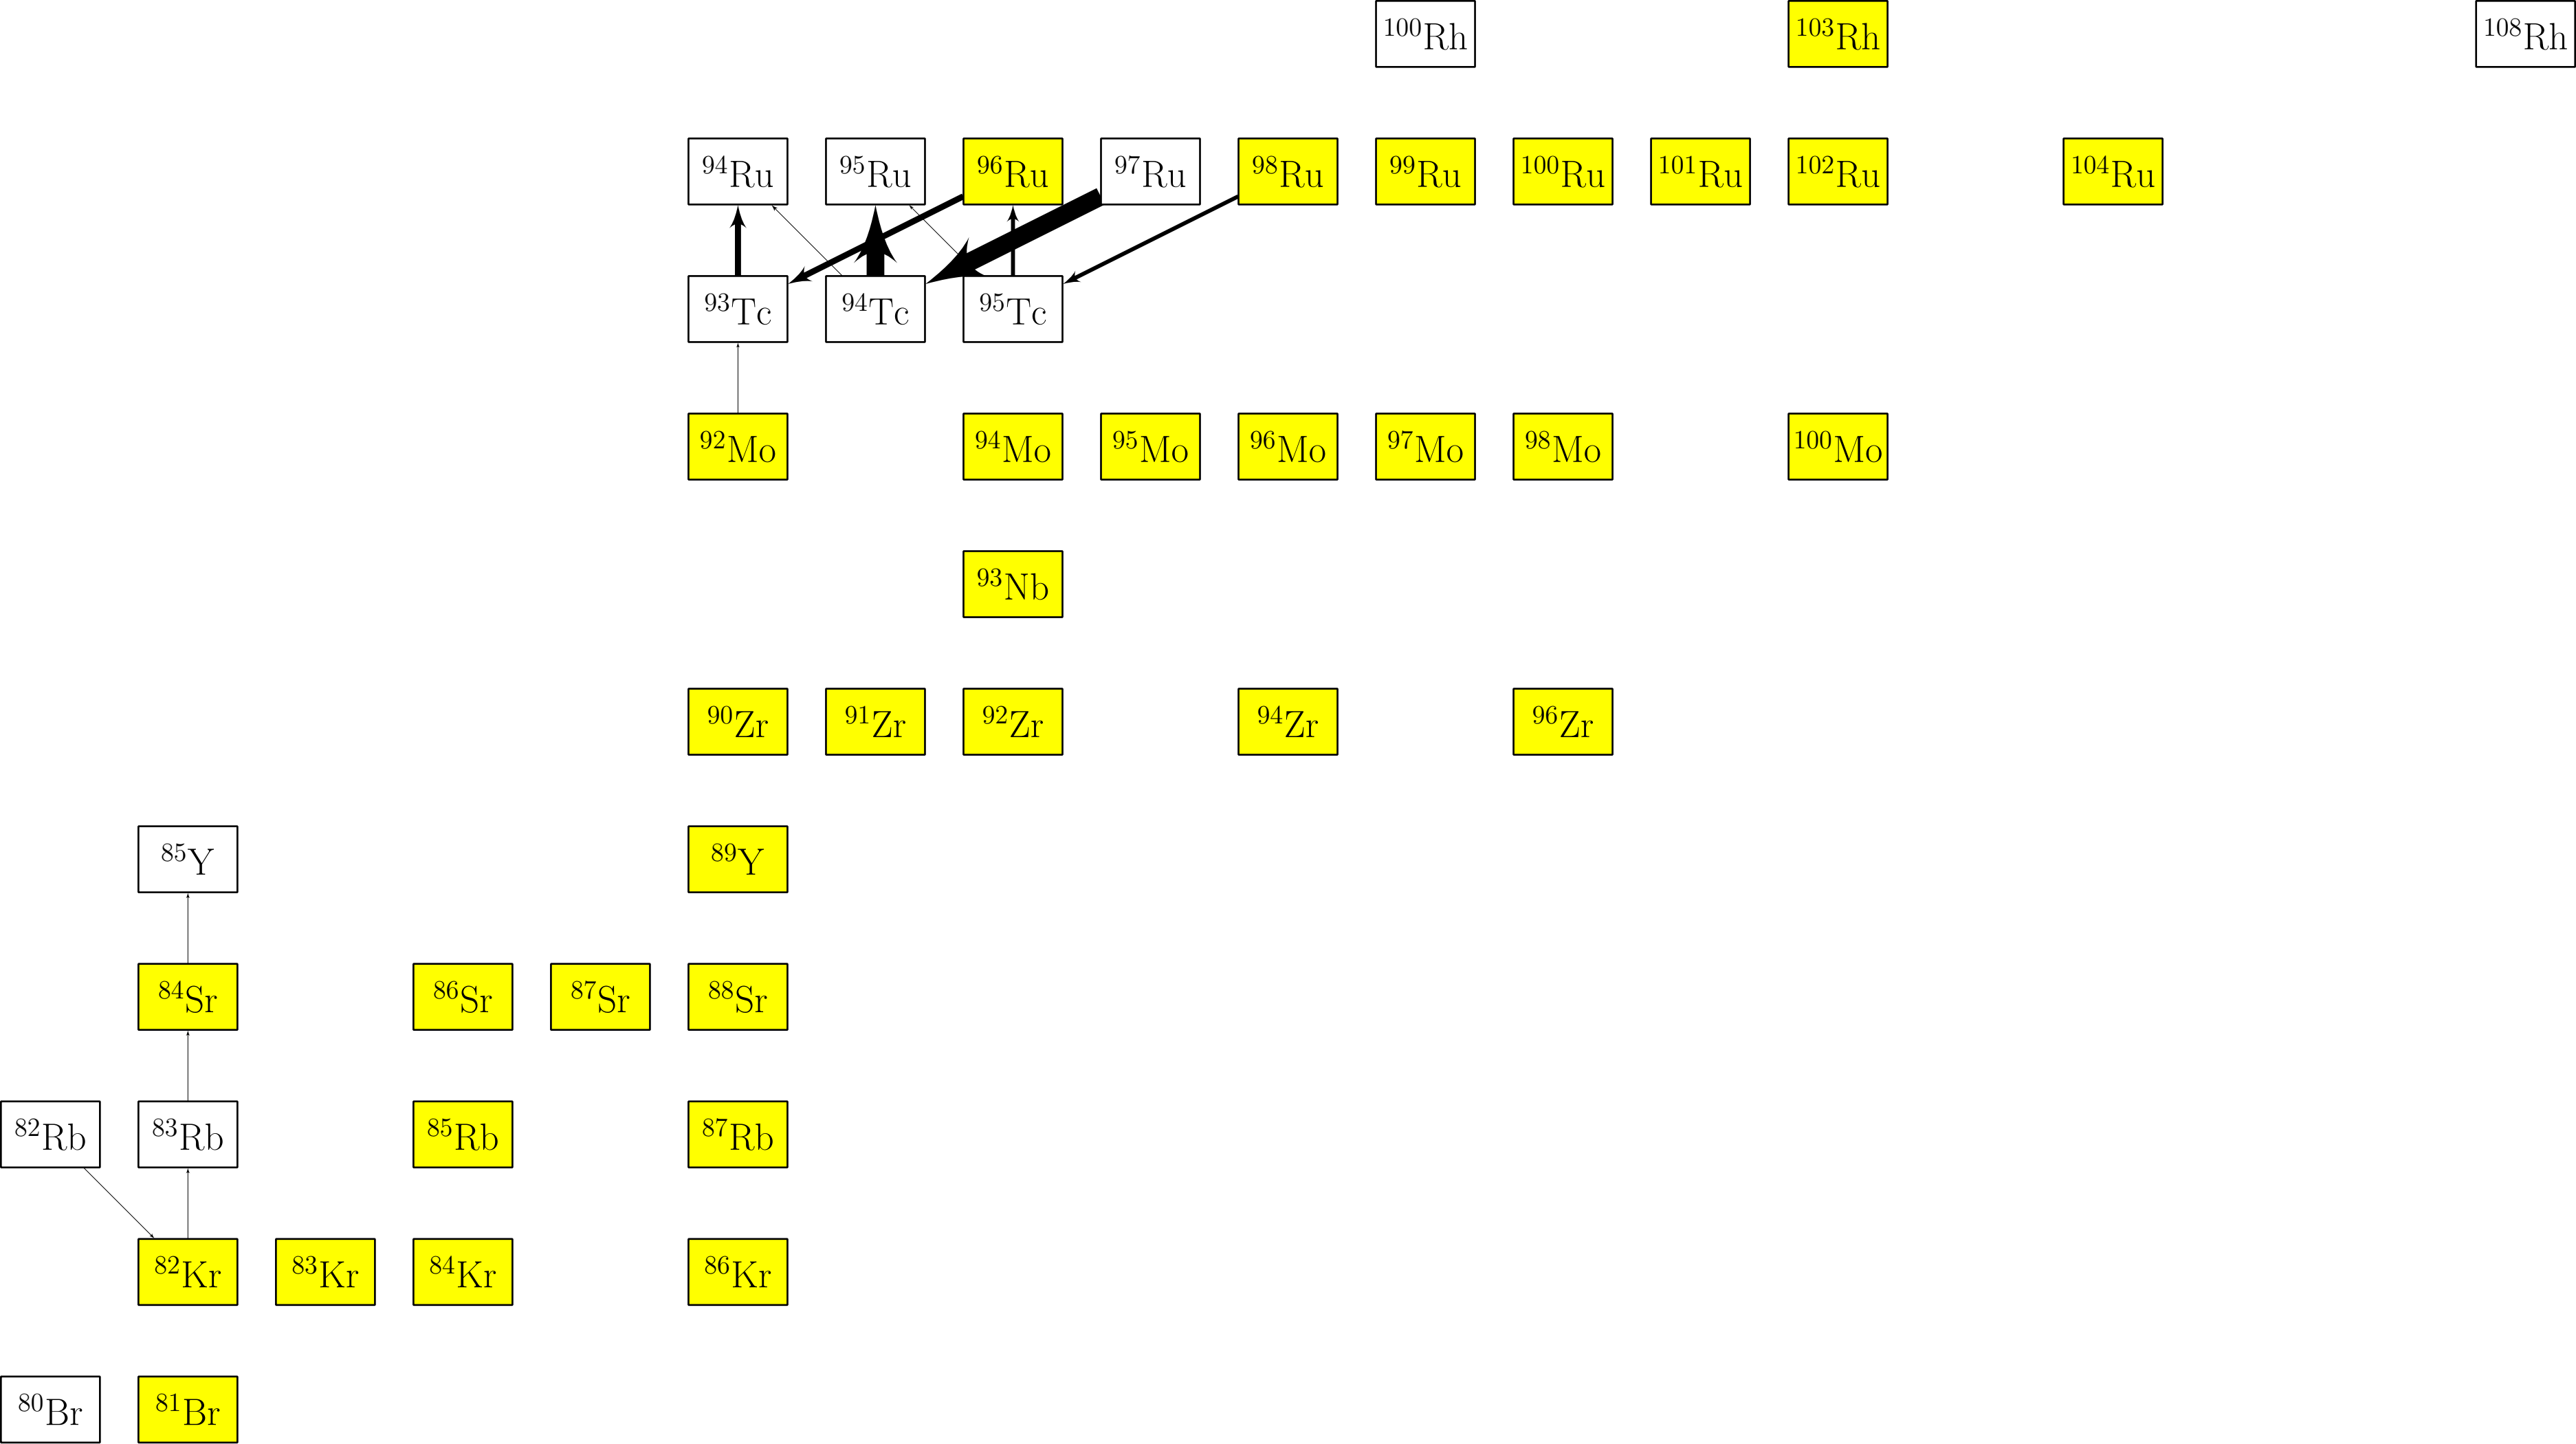 ¹⁰⁰Rh ¹⁰³Rh ¹⁰⁸Rh
⁹⁴Ru ⁹⁵Ru ⁹⁶Ru ⁹⁷Ru ⁹⁸Ru ⁹⁹Ru ¹⁰⁰Ru ¹⁰¹Ru ¹⁰²Ru ¹⁰⁴Ru
⁹³Tc ⁹⁴Tc ⁹⁵Tc
⁹²Mo ⁹⁴Mo ⁹⁵Mo ⁹⁶Mo ⁹⁷Mo ⁹⁸Mo ¹⁰⁰Mo
⁹³Nb
⁹⁰Zr ⁹¹Zr ⁹²Zr ⁹⁴Zr ⁹⁶Zr
⁸⁵Y ⁸⁹Y
⁸⁴Sr ⁸⁶Sr ⁸⁷Sr ⁸⁸Sr
⁸²Rb ⁸³Rb ⁸⁵Rb ⁸⁷Rb
⁸²Kr ⁸³Kr ⁸⁴Kr ⁸⁶Kr
⁸⁰Br ⁸¹Br